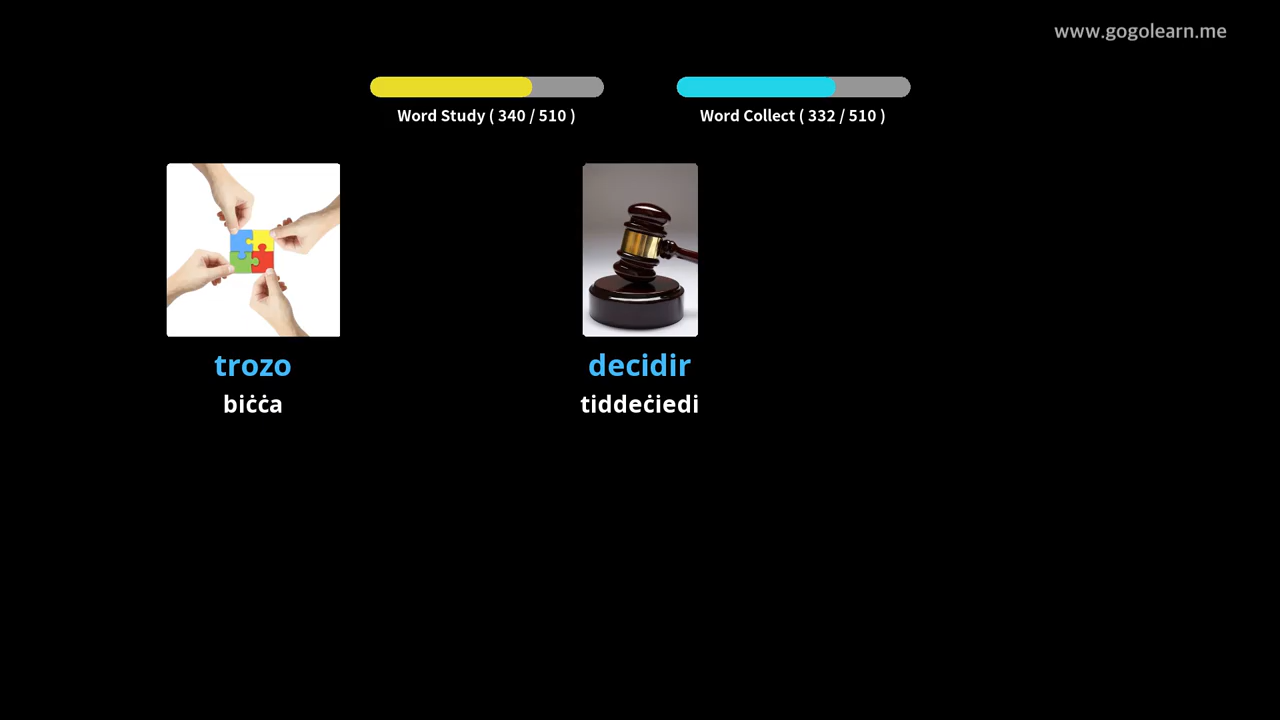 www.gogolearn.me
Word Study ( 340 / 510 )
Word Collect ( 332 / 510 )
trozo
biċċa
decidir
tiddeċiedi